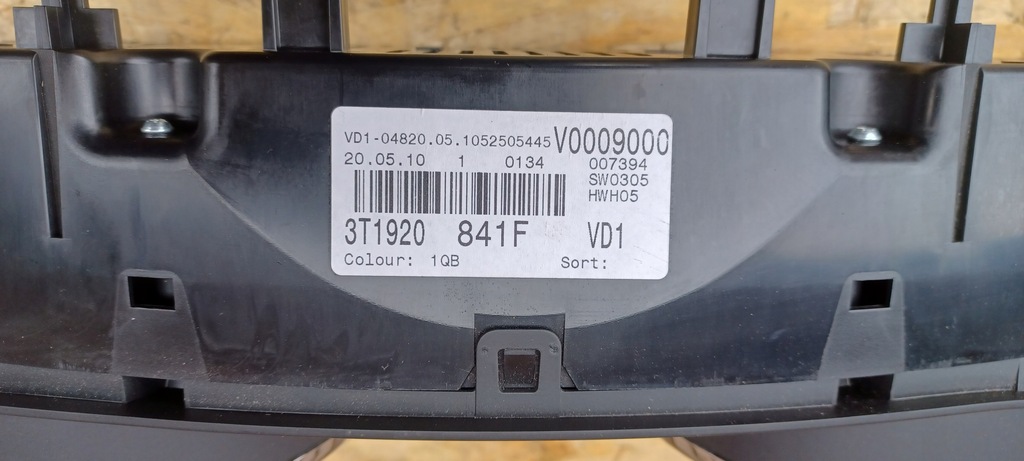 VD1-04820.05.1052505445 V0009000
20.05.10 1 0134 007394
SW0305
HWH05
3T1920 841F VD1
Colour: 1QB Sort: